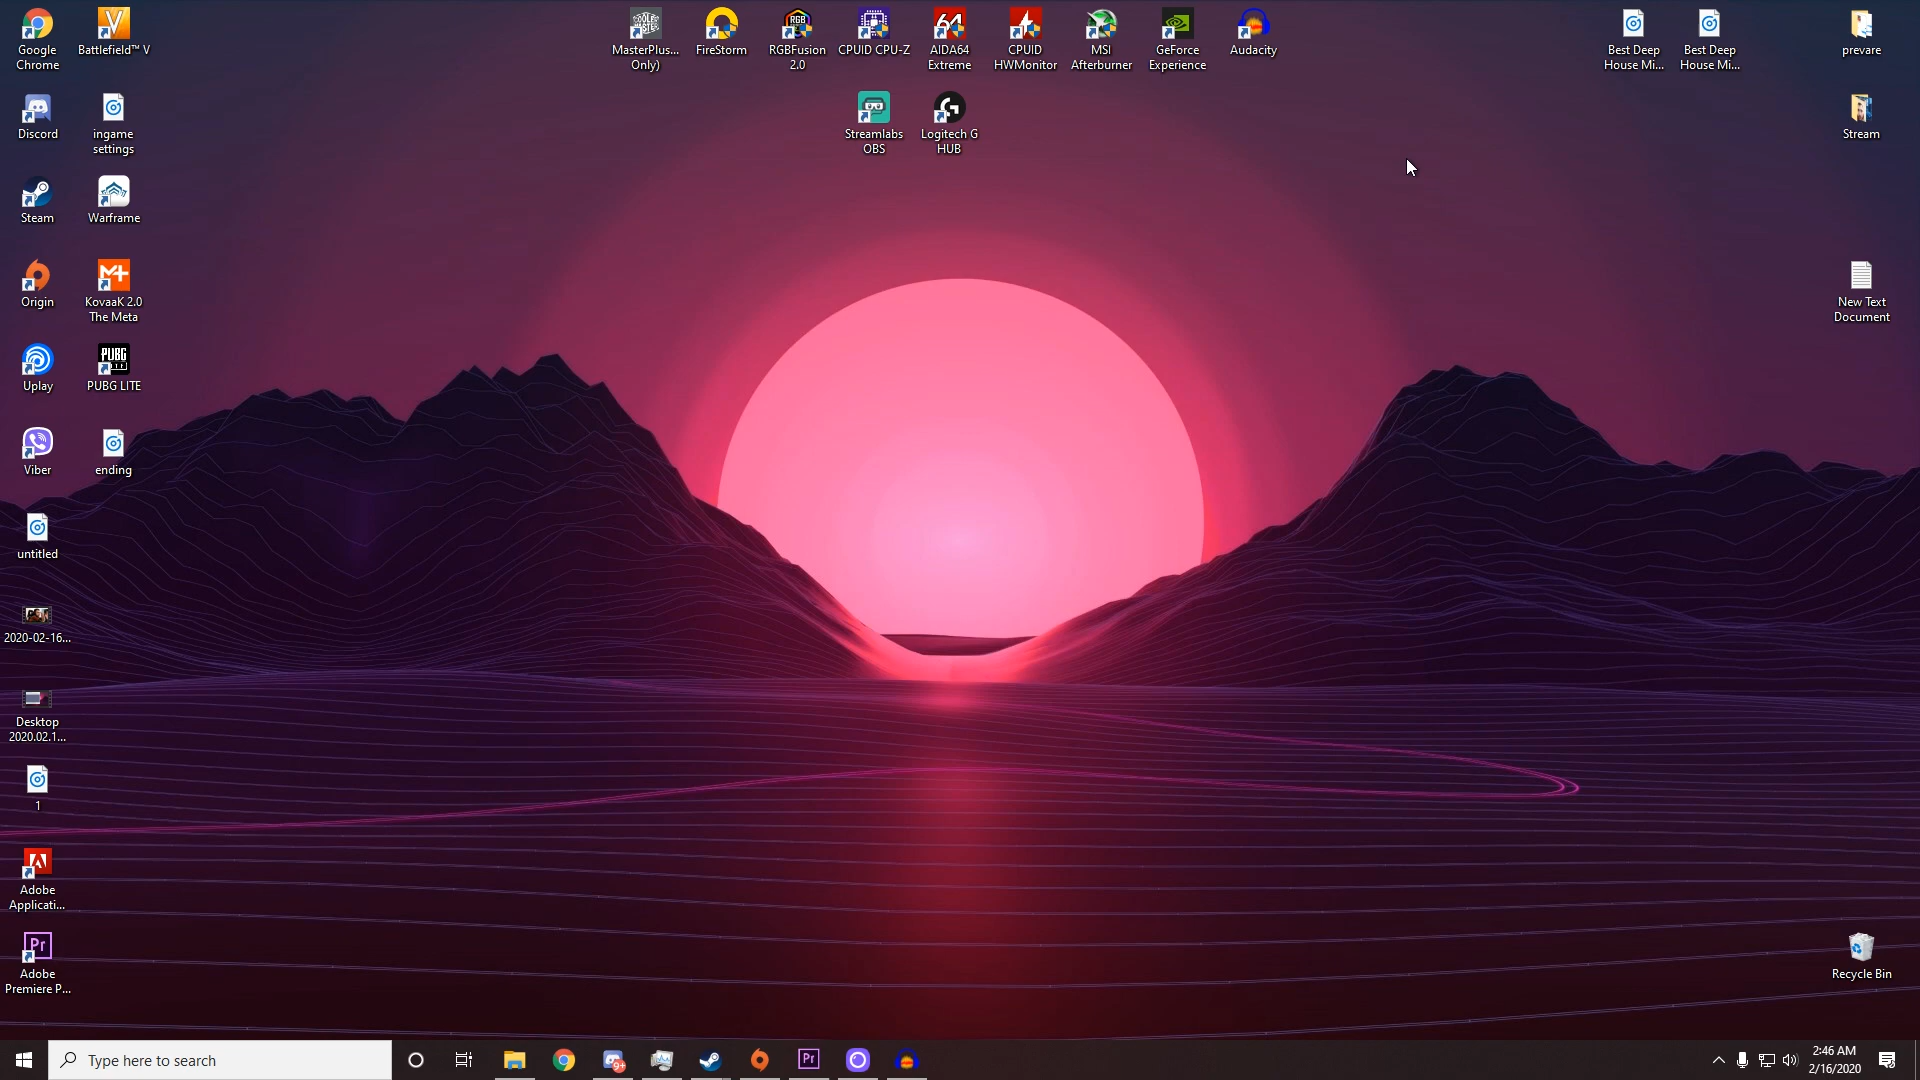 Google
Chrome
Battlefield™ V
MasterPlus...
Only)
FireStorm
RGBFusion
2.0
CPUID CPU-Z
AIDA64
Extreme
CPUID
HWMonitor
MSI
Afterburner
GeForce
Experience
Audacity
Best Deep
House Mi...
Best Deep
House Mi...
prevare
Discord
ingame
settings
Streamlabs
OBS
Logitech G
HUB
Stream
Steam
Warframe
Origin
KovaaK 2.0
The Meta
New Text
Document
Uplay
PUBG LITE
Viber
ending
untitled
2020-02-16...
Desktop
2020.02.1...
1
Adobe
Applicati...
Adobe
Premiere P...
Recycle Bin
Type here to search
Pr
9+
2:46 AM
2/16/2020